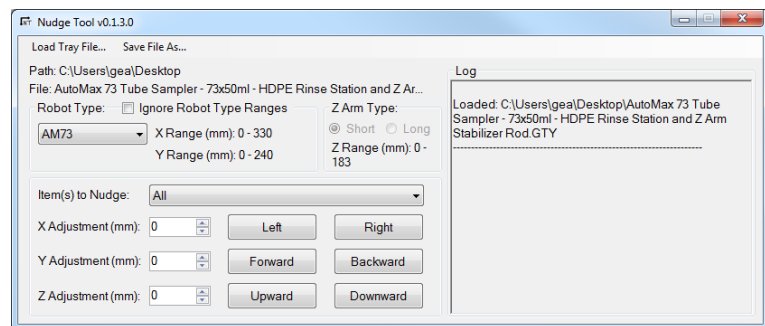 Nudge Tool v0.1.3.0
Load Tray File... Save File As...
Path: C:\Users\gea\Desktop
File: AutoMax 73 Tube Sampler - 73x50ml - HDPE Rinse Station and Z Ar...
Robot Type: Ignore Robot Type Ranges
AM73
X Range (mm): 0 - 330
Y Range (mm): 0 - 240
Z Arm Type:
Short Long
Z Range (mm): 0 -
183
Item(s) to Nudge: All
X Adjustment (mm): 0 Left Right
Y Adjustment (mm): 0 Forward Backward
Z Adjustment (mm): 0 Upward Downward
Log
Loaded: C:\Users\gea\Desktop\AutoMax 73 Tube
Sampler - 73x50ml - HDPE Rinse Station and Z Arm
Stabilizer Rod.GTY
--------------------------------------------------------------